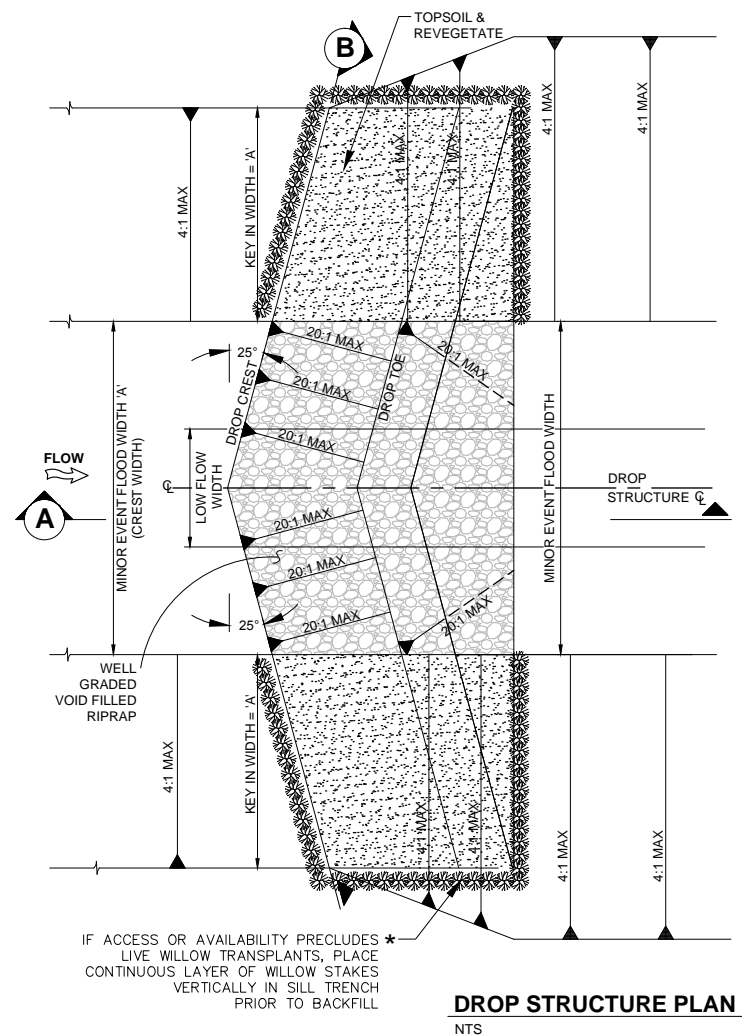 TOPSOIL &
REVEGETATE
B
4:1 MAX
KEY IN WIDTH = 'A'
4:1 MAX
4:1 MAX
4:1 MAX
4:1 MAX
20:1 MAX
20:1 MAX
20:1 MAX
20:1 MAX
25°
DROP CREST
DROP TOE
FLOW
A
MINOR EVENT FLOOD WIDTH 'A'
(CREST WIDTH)
LOW FLOW
WIDTH
℄
MINOR EVENT FLOOD WIDTH
DROP
STRUCTURE ℄
20:1 MAX
20:1 MAX
20:1 MAX
20:1 MAX
25°
WELL
GRADED
VOID FILLED
RIPRAP
4:1 MAX
KEY IN WIDTH = 'A'
4:1 MAX
4:1 MAX
4:1 MAX
4:1 MAX
IF ACCESS OR AVAILABILITY PRECLUDES *
LIVE WILLOW TRANSPLANTS, PLACE
CONTINUOUS LAYER OF WILLOW STAKES
VERTICALLY IN SILL TRENCH
PRIOR TO BACKFILL
DROP STRUCTURE PLAN
NTS